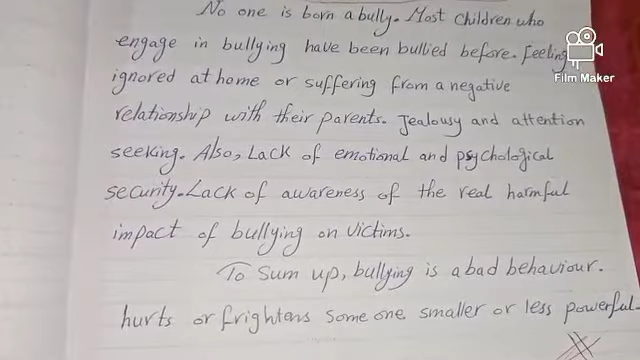 No one is born a bully. Most children who
engage in bullying have been bullied before. Feeling
ignored at home or suffering from a negative
relationship with their parents. Jealousy and attention
seeking. Also, Lack of emotional and psychological
security. Lack of awareness of the real harmful
impact of bullying on victims.
To Sum up, bullying is a bad behaviour.
hurts or frightens some one smaller or less powerful.
Film Maker